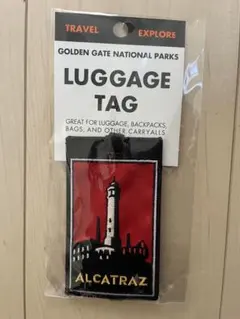 TRAVEL EXPLORE
GOLDEN GATE NATIONAL PARKS
LUGGAGE
TAG
GREAT FOR LUGGAGE, BACKPACKS,
BAGS, AND OTHER CARRYALLS
ALCATRAZ